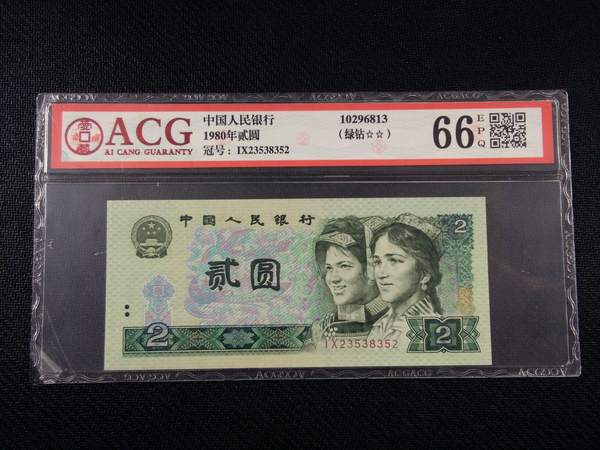 ACG
AI CANG GUARANTY
中国人民银行
1980年贰圆
冠号：IX23538352
10296813
（绿钻☆☆）
66
EPQ
中国人民银行
贰圆
2
2
2
IX23538352
ACGACG